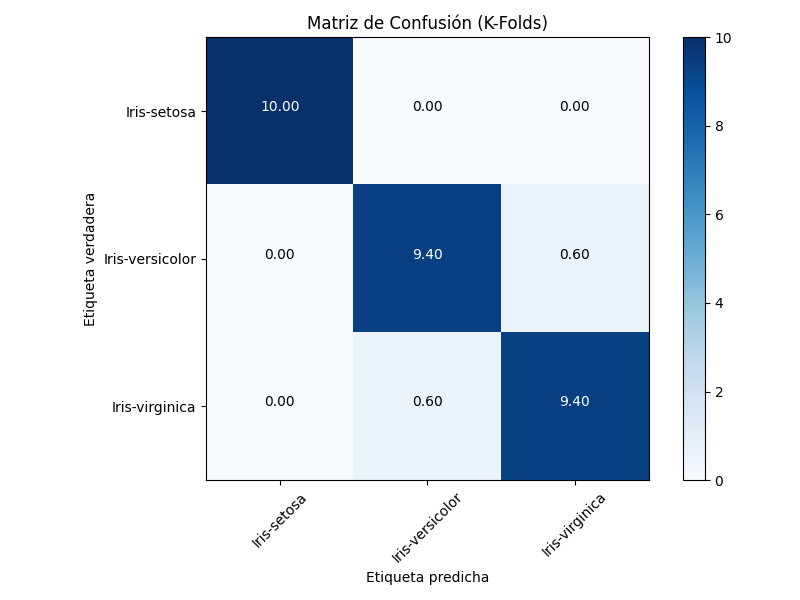 Matriz de Confusión (K-Folds)
Etiqueta verdadera
Iris-setosa
10.00 0.00 0.00
Iris-versicolor
0.00 9.40 0.60
Iris-virginica
0.00 0.60 9.40
Iris-setosa
Iris-versicolor
Iris-virginica
Etiqueta predicha
10
8
6
4
2
0